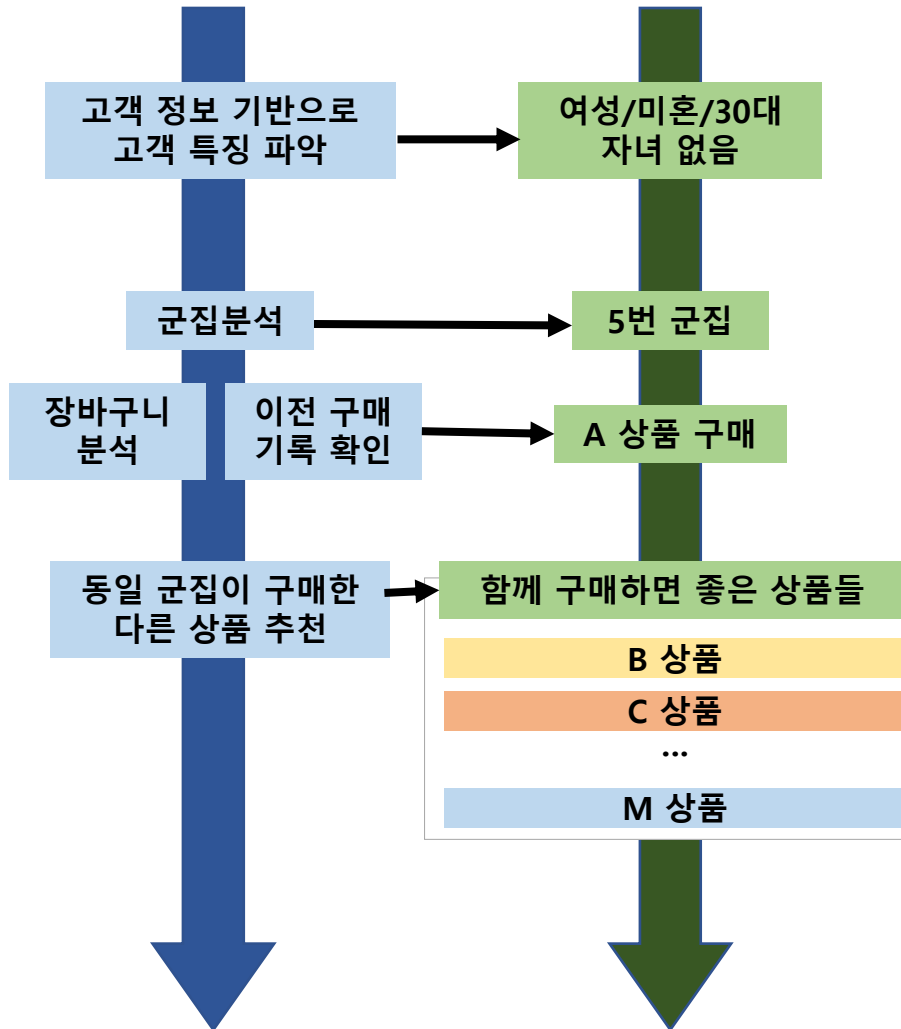 고객 정보 기반으로
고객 특징 파악
여성/미혼/30대
자녀 없음
군집분석
5번 군집
장바구니
분석
이전 구매
기록 확인
A 상품 구매
동일 군집이 구매한
다른 상품 추천
함께 구매하면 좋은 상품들
B 상품
C 상품
...
M 상품